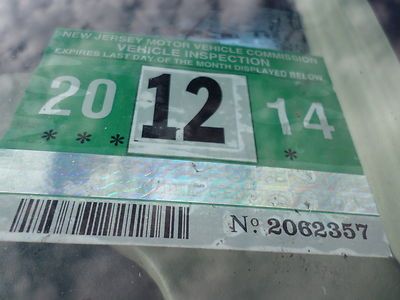 NEW JERSEY MOTOR VEHICLE COMMISSION
VEHICLE INSPECTION
EXPIRES LAST DAY OF THE MONTH DISPLAYED BELOW
20 12 14
* * * *
No. 2062357